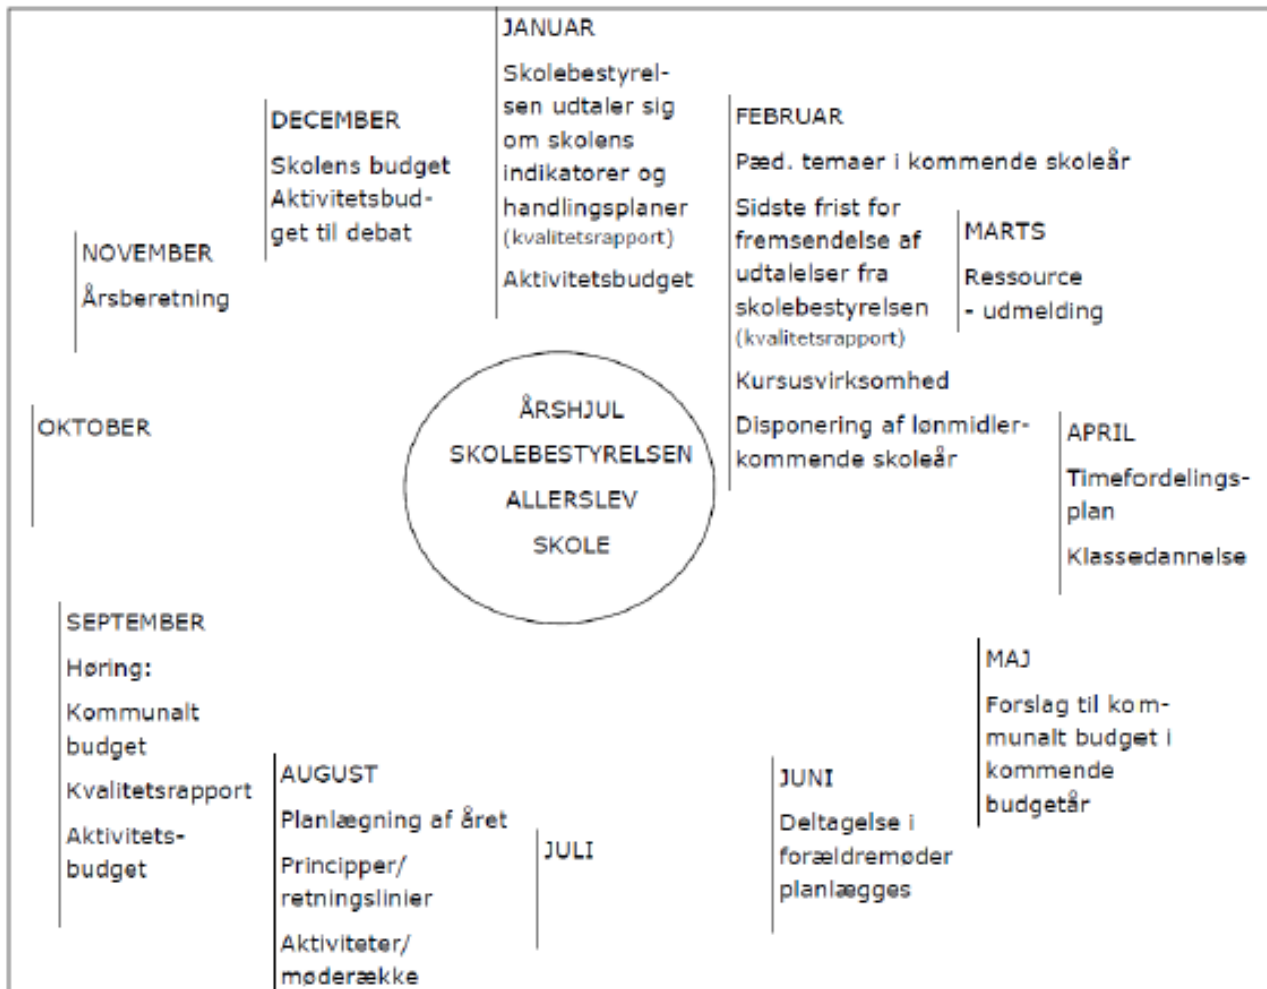 JANUAR
Skolebestyrel-
sen udtaler sig
om skolens
indikatorer og
handlingsplaner
(kvalitetsrapport)
Aktivitetsbudget
FEBRUAR
Pæd. temaer i kommende skoleår
Sidste frist for
fremsendelse af
udtalelser fra
skolebestyrelsen
(kvalitetsrapport)
Kursusvirksomhed
Disponering af lønmidler-
kommende skoleår
MARTS
Ressource
- udmelding
APRIL
Timefordelings-
plan
Klassedannelse
MAJ
Forslag til kom-
munalt budget i
kommende
budgetår
JUNI
Deltagelse i
forældremøder
planlægges
JULI
AUGUST
Planlægning af året
Principper/
retningslinier
Aktiviteter/
møderække
SEPTEMBER
Høring:
Kommunalt
budget
Kvalitetsrapport
Aktivitets-
budget
OKTOBER
NOVEMBER
Årsberetning
DECEMBER
Skolens budget
Aktivitetsbud-
get til debat
ÅRSHJUL
SKOLEBESTYRELSEN
ALLERSLEV
SKOLE